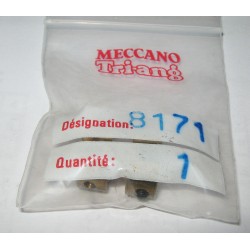 MECCANO
Tri-ang
Désignation: 8171
Quantité: 1